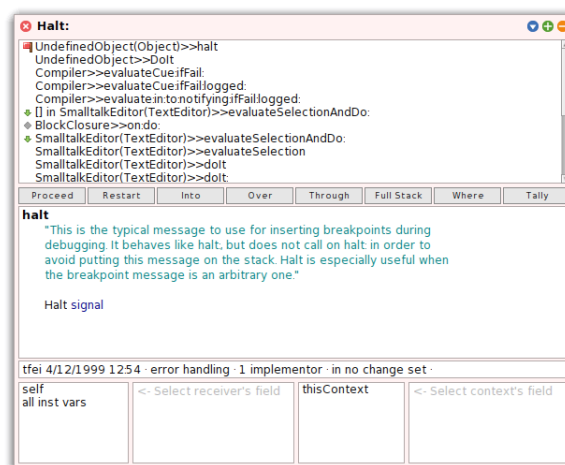 Halt:
UndefinedObject(Object)>>halt
UndefinedObject>>DoIt
Compiler>>evaluateCue:ifFail:
Compiler>>evaluateCue:ifFail:logged:
Compiler>>evaluate:in:to:notifying:ifFail:logged:
[] in SmalltalkEditor(TextEditor)>>evaluateSelectionAndDo:
BlockClosure>>on:do:
SmalltalkEditor(TextEditor)>>evaluateSelectionAndDo:
SmalltalkEditor(TextEditor)>>evaluateSelection
SmalltalkEditor(TextEditor)>>doIt
SmalltalkEditor(TextEditor)>>doIt:
Proceed Restart Into Over Through Full Stack Where Tally
halt
"This is the typical message to use for inserting breakpoints during
debugging. It behaves like halt:, but does not call on halt: in order to
avoid putting this message on the stack. Halt is especially useful when
the breakpoint message is an arbitrary one."
Halt signal
tfei 4/12/1999 12:54 · error handling · 1 implementor · in no change set ·
self <- Select receiver's field thisContext <- Select context's field
all inst vars